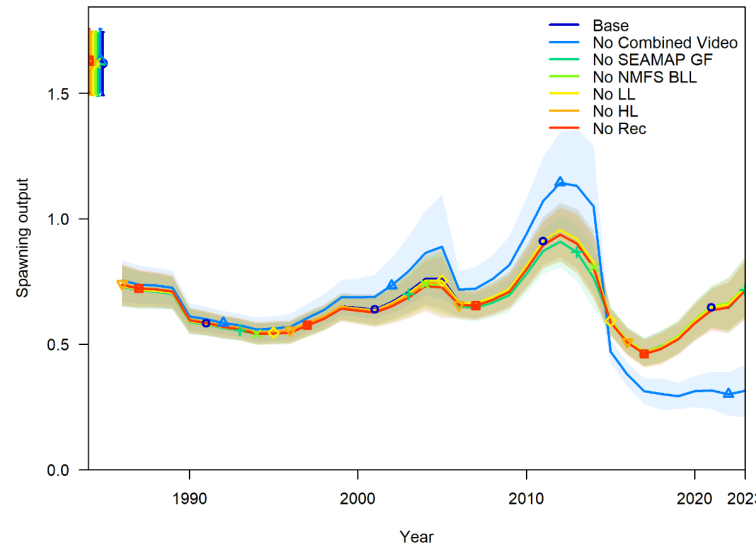 Base
No Combined Video
No SEAMAP GF
No NMFS BLL
No LL
No HL
No Rec
1.5
1.0
0.5
0.0
Spawning output
1990
2000
2010
2020
Year